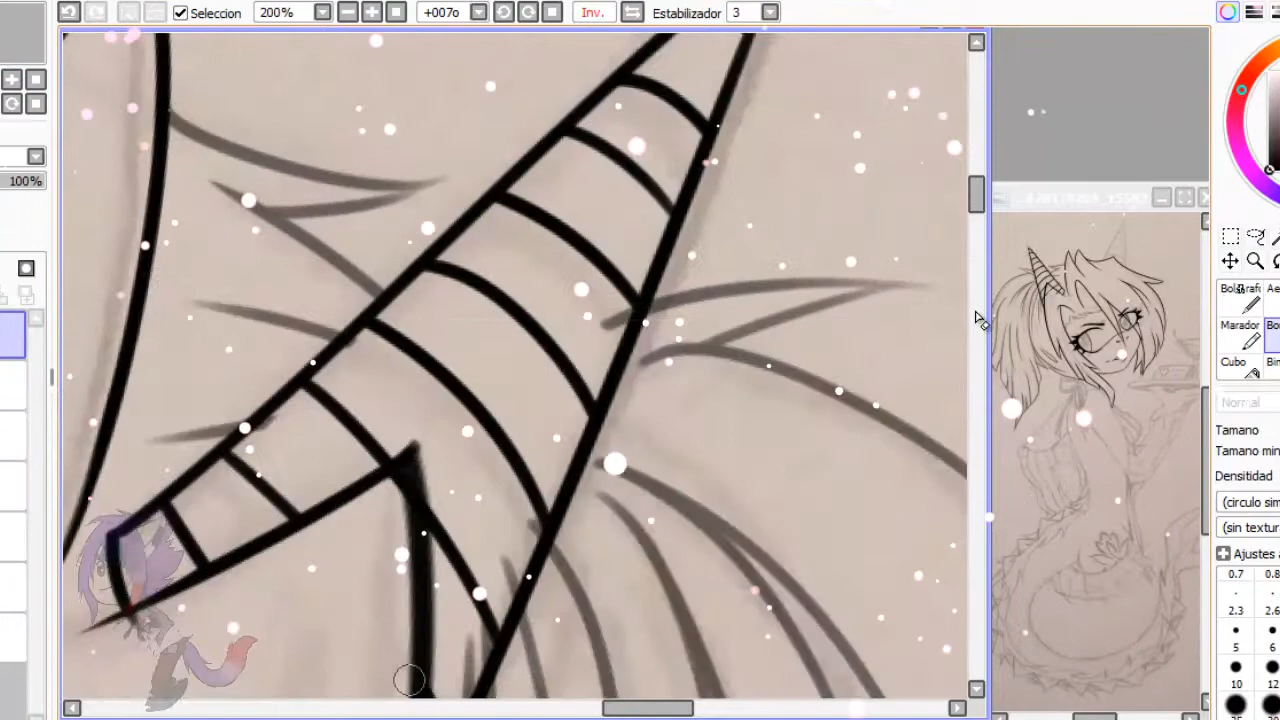 Seleccion 200% +007o Inv. Estabilizador 3
100%
Marador
Cubo
Normal
Tamano
Tamano min
Densitidad
(circulo sim
(sin textur
Ajustes a
0.7 0.8
2.3 2.6
5 6
10 12